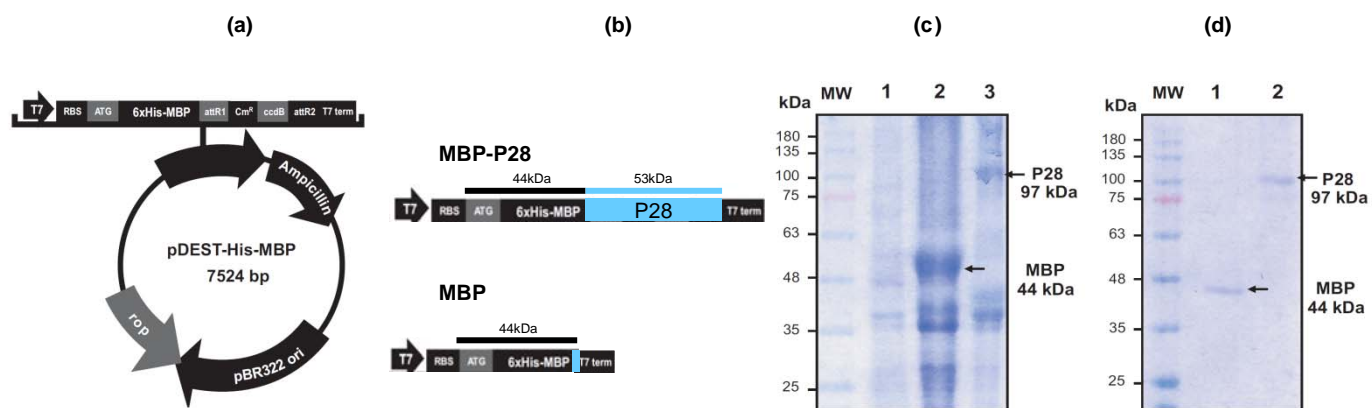 (a)
T7 RBS ATG 6xHis-MBP attR1 CmR ccdB attR2 T7 term
Ampicillin
pDEST-His-MBP
7524 bp
rop
pBR322 ori
(b)
MBP-P28
44kDa 53kDa
T7 RBS ATG 6xHis-MBP P28 T7 term
MBP
44kDa
T7 RBS ATG 6xHis-MBP T7 term
(c)
kDa MW 1 2 3
180
135
100
75
63
48
35
25
P28
97 kDa
MBP
44 kDa
(d)
kDa MW 1 2
180
135
100
75
63
48
35
25
P28
97 kDa
MBP
44 kDa